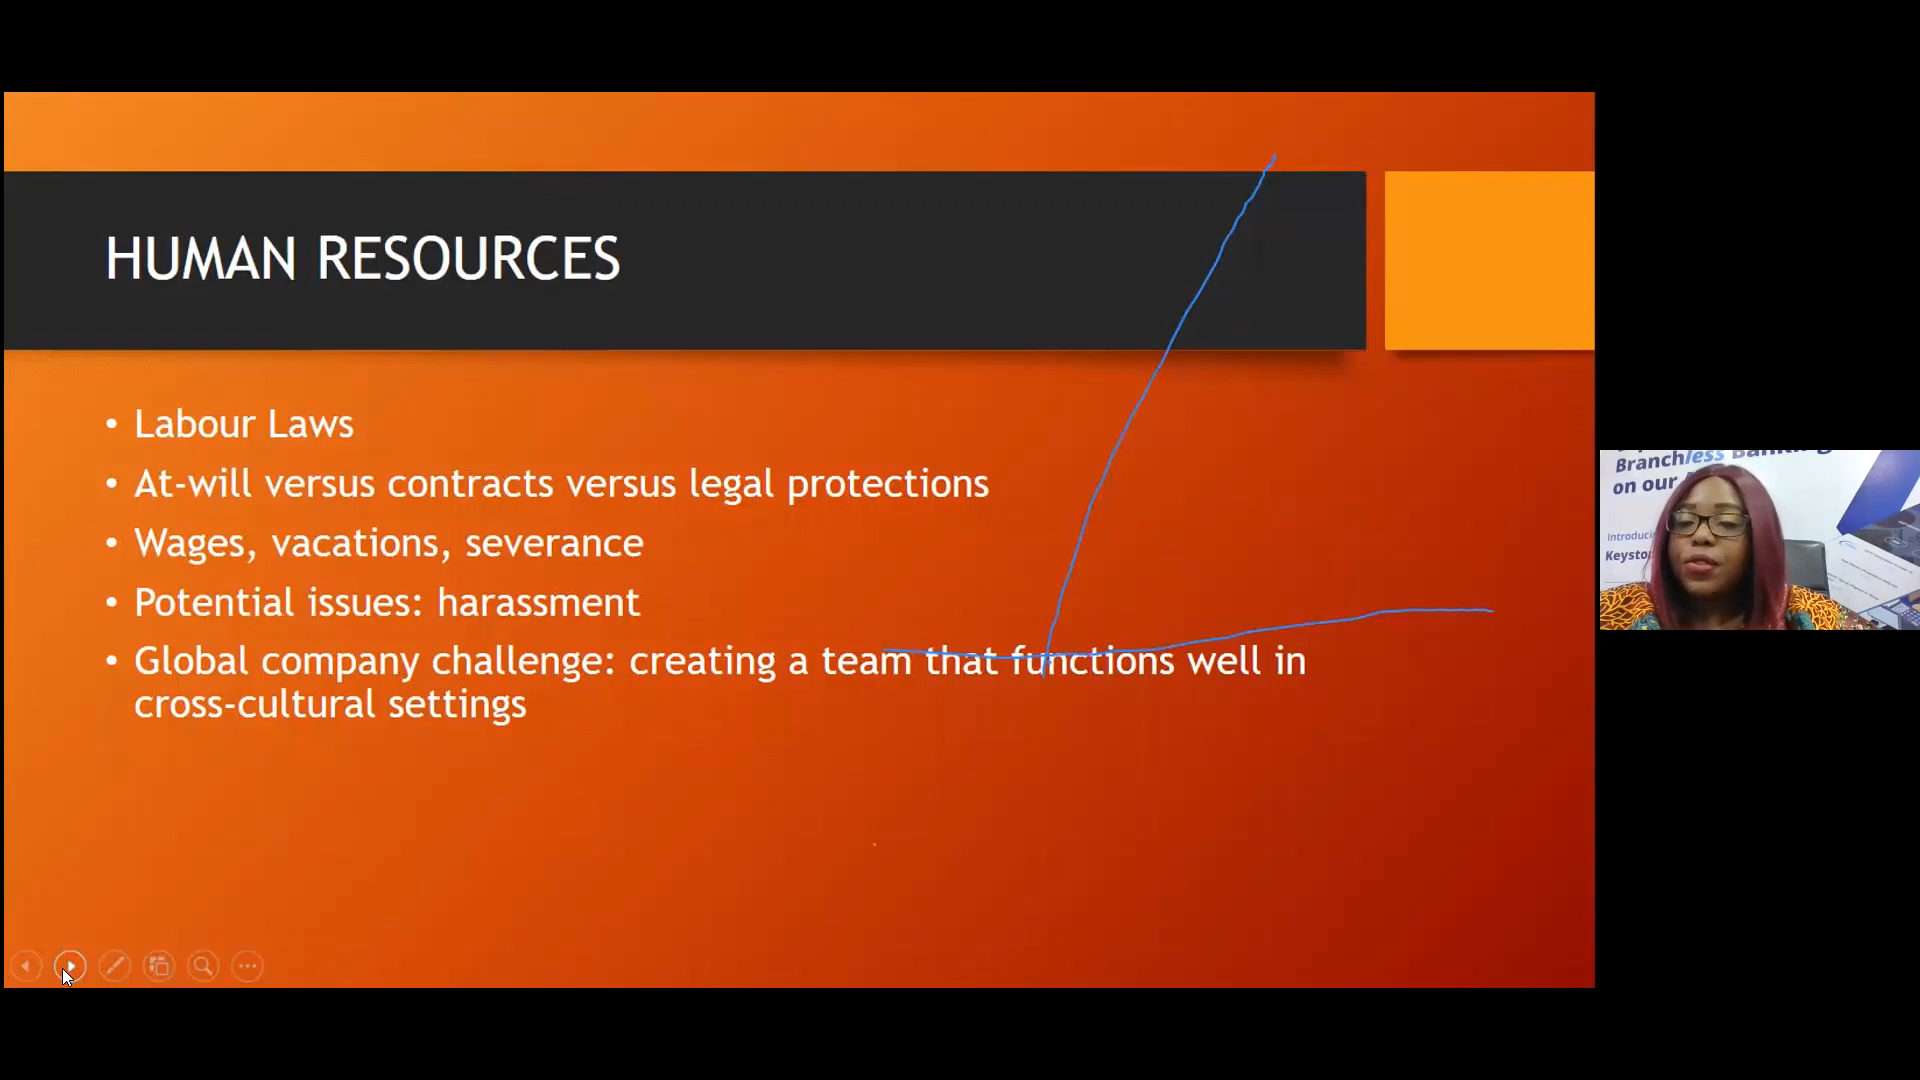 HUMAN RESOURCES
• Labour Laws
• At-will versus contracts versus legal protections
• Wages, vacations, severance
• Potential issues: harassment
• Global company challenge: creating a team that functions well in
cross-cultural settings
Branchless Banking
on our